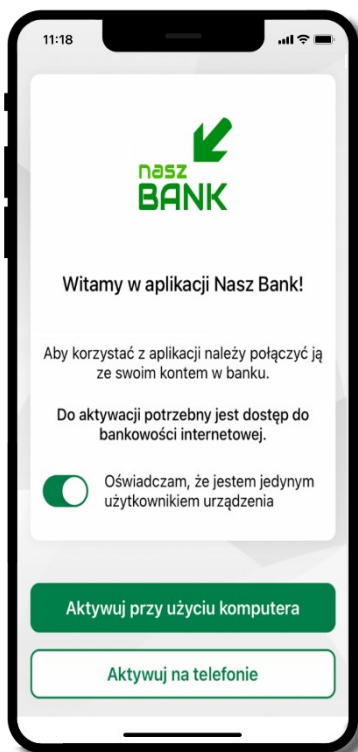 11:18
nasz
BANK
Witamy w aplikacji Nasz Bank!
Aby korzystać z aplikacji należy połączyć ją
ze swoim kontem w banku.
Do aktywacji potrzebny jest dostęp do
bankowości internetowej.
Oświadczam, że jestem jedynym
użytkownikiem urządzenia
Aktywuj przy użyciu komputera
Aktywuj na telefonie